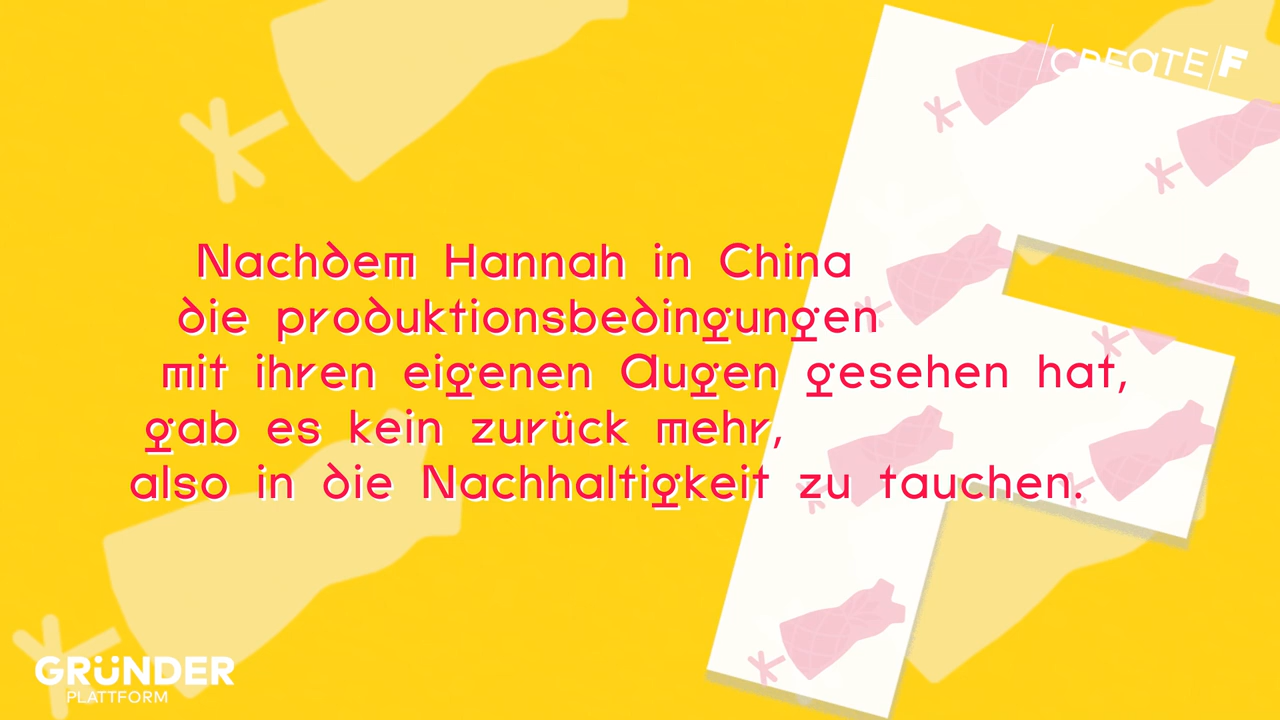 CREATE F
Nachdem Hannah in China
die produktionsbedingungen
mit ihren eigenen Augen gesehen hat,
gab es kein zurück mehr,
also in die Nachhaltigkeit zu tauchen.
GRÜNDER
PLATTFORM